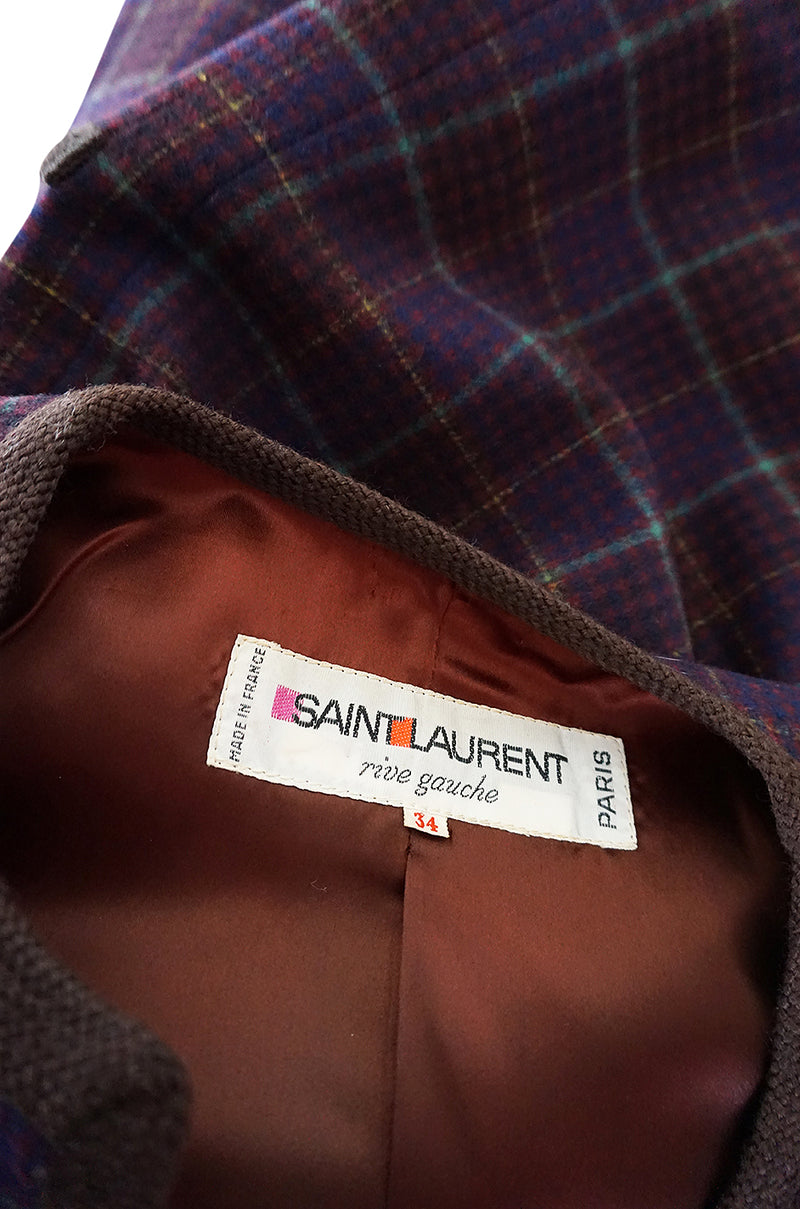 MADE IN FRANCE
SAINT LAURENT
rive gauche
PARIS
34